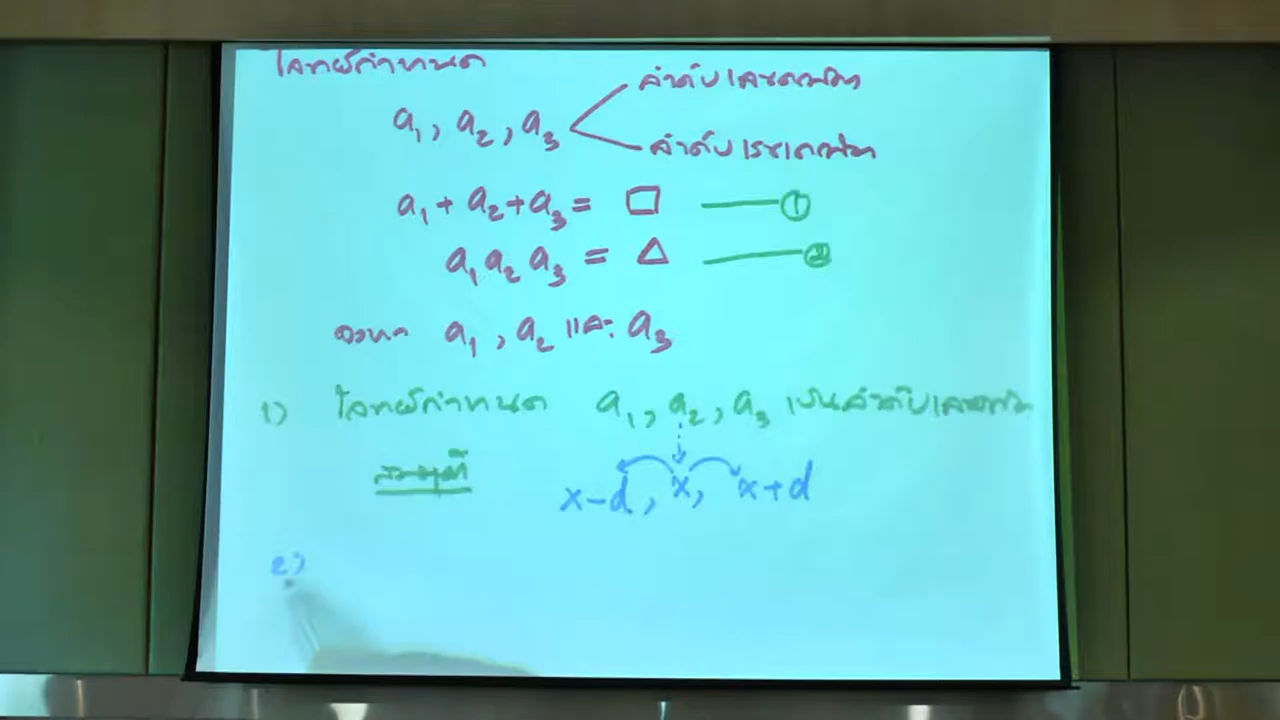 โจทย์กำหนด
ลำดับเลขคณิต
a₁, a₂, a₃
ลำดับเรขาคณิต
a₁ + a₂ + a₃ = □ —— ①
a₁ a₂ a₃ = △ —— ②
จงหา a₁, a₂ และ a₃
1) โจทย์กำหนด a₁, a₂, a₃ เป็นลำดับเลขคณิต
สมมุติ x-d, x, x+d
2)